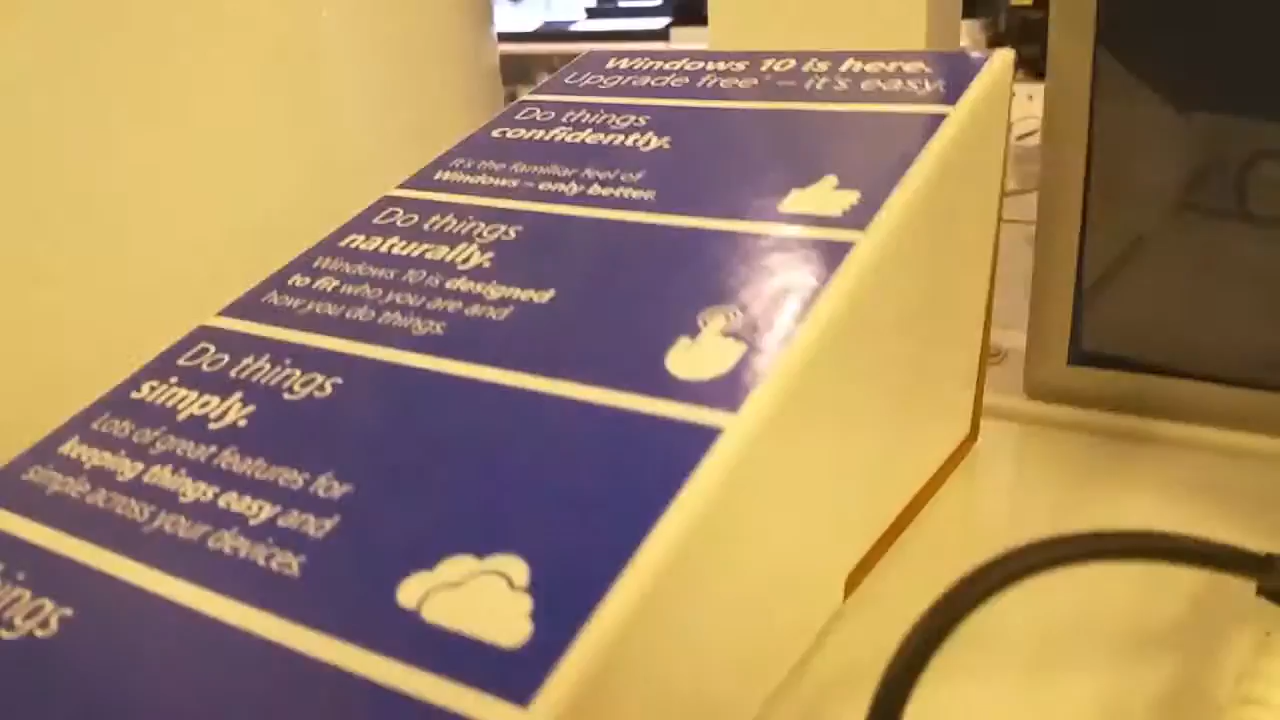 Windows 10 is here.
Upgrade free* – it's easy.
Do things
confidently.
It's the familiar feel of
Windows – only better.
Do things
naturally.
Windows 10 is designed
to fit who you are and
how you do things.
Do things
simply.
Lots of great features for
keeping things easy and
simple across your devices.